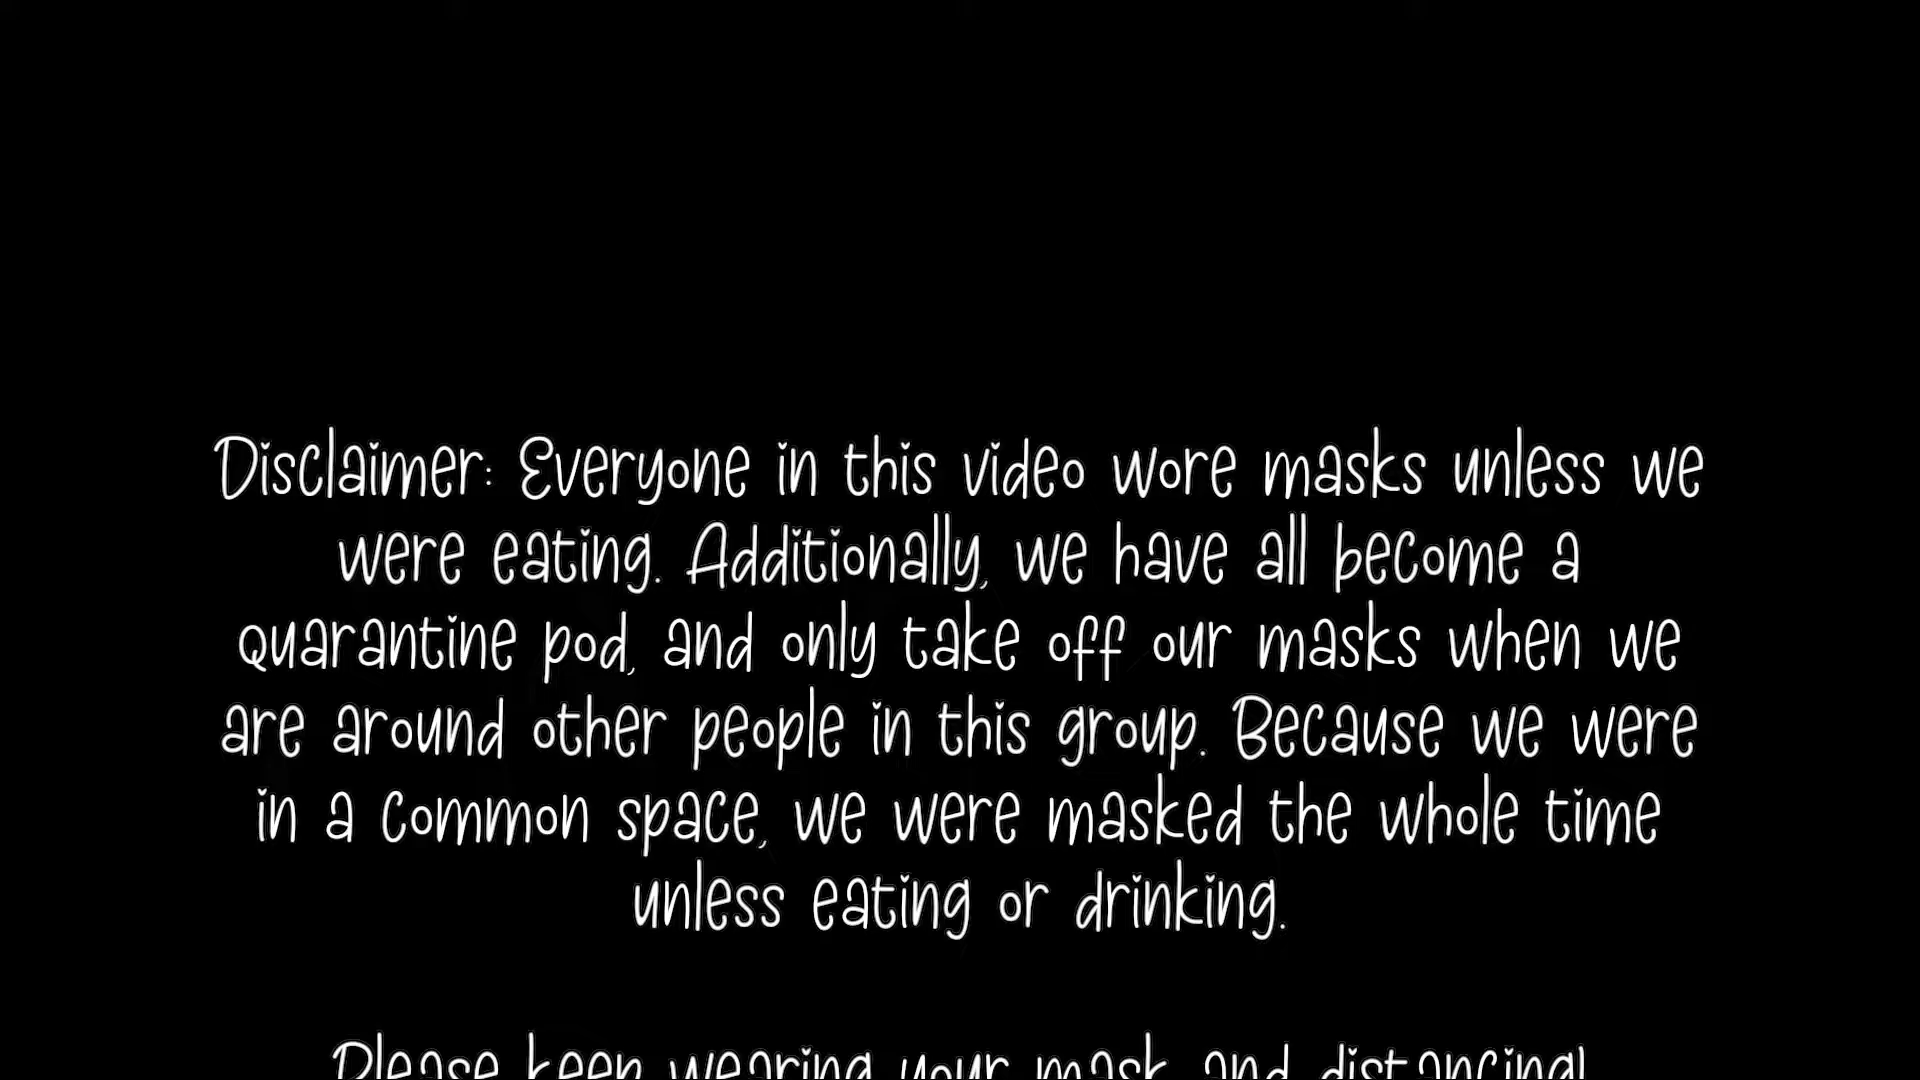 Disclaimer: Everyone in this video wore masks unless we
were eating. Additionally, we have all become a
quarantine pod, and only take off our masks when we
are around other people in this group. Because we were
in a common space, we were masked the whole time
unless eating or drinking.
Please keep wearing your mask and distancing!